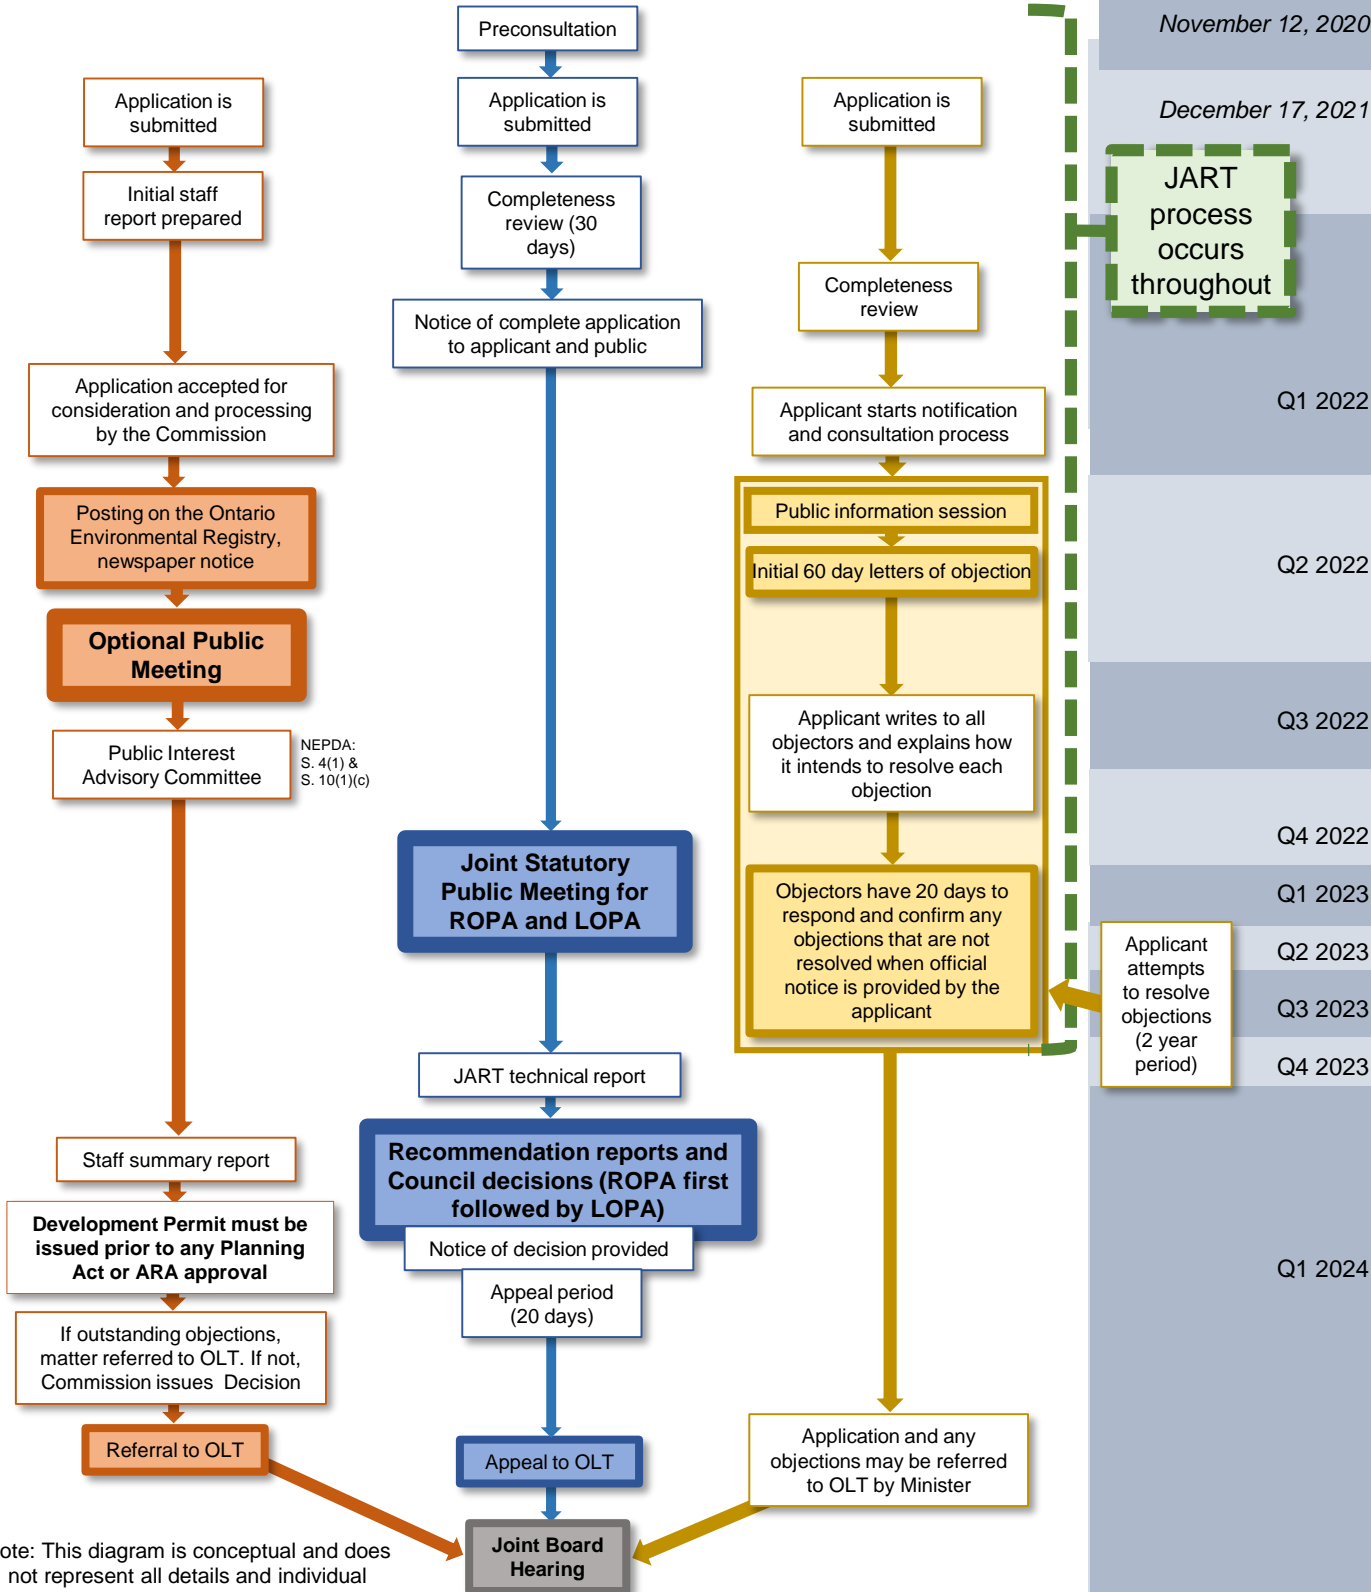 Application is
submitted
Initial staff
report prepared
Application accepted for
consideration and processing
by the Commission
Posting on the Ontario
Environmental Registry,
newspaper notice
Optional Public
Meeting
Public Interest
Advisory Committee
NEPDA:
S. 4(1) &
S. 10(1)(c)
Staff summary report
Development Permit must be
issued prior to any Planning
Act or ARA approval
If outstanding objections,
matter referred to OLT. If not,
Commission issues Decision
Referral to OLT
Preconsultation
Application is
submitted
Completeness
review (30
days)
Notice of complete application
to applicant and public
Joint Statutory
Public Meeting for
ROPA and LOPA
JART technical report
Recommendation reports and
Council decisions (ROPA first
followed by LOPA)
Notice of decision provided
Appeal period
(20 days)
Appeal to OLT
Joint Board
Hearing
Application is
submitted
Completeness
review
Applicant starts notification
and consultation process
Public information session
Initial 60 day letters of objection
Applicant writes to all
objectors and explains how
it intends to resolve each
objection
Objectors have 20 days to
respond and confirm any
objections that are not
resolved when official
notice is provided by the
applicant
Application and any
objections may be referred
to OLT by Minister
JART
process
occurs
throughout
Applicant
attempts
to resolve
objections
(2 year
period)
November 12, 2020
December 17, 2021
Q1 2022
Q2 2022
Q3 2022
Q4 2022
Q1 2023
Q2 2023
Q3 2023
Q4 2023
Q1 2024
ote: This diagram is conceptual and does
not represent all details and individual